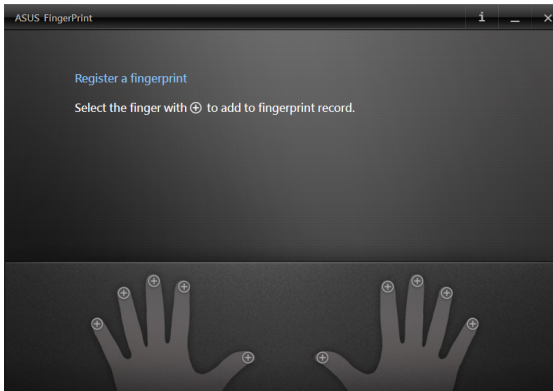 ASUS FingerPrint
Register a fingerprint
Select the finger with ⊕ to add to fingerprint record.